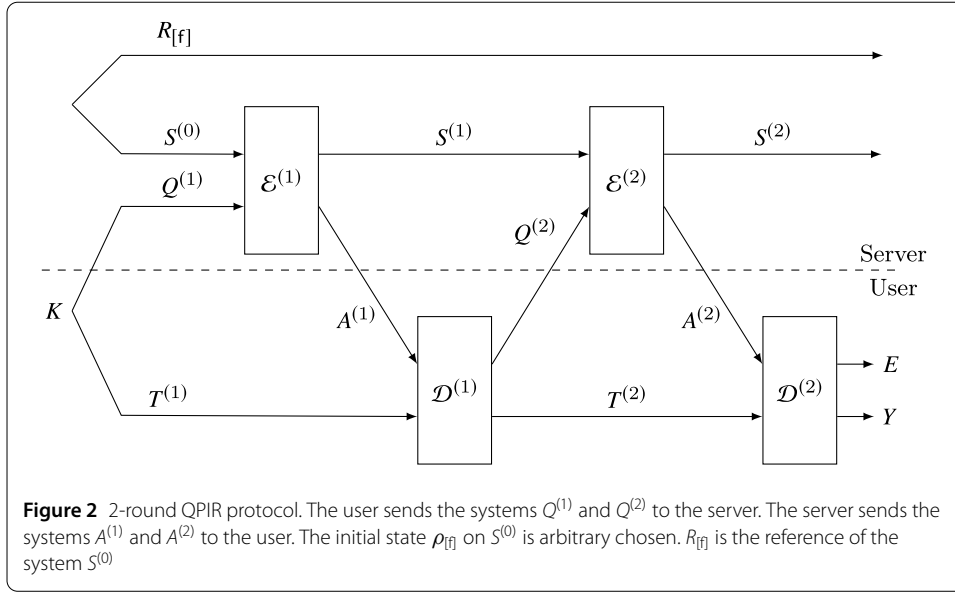 R[f]
S(0)
S(1)
S(2)
Q(1)
ℰ(1)
ℰ(2)
Q(2)
Server
User
K
A(1)
A(2)
T(1)
𝒟(1)
T(2)
𝒟(2)
E
Y
Figure 2 2-round QPIR protocol. The user sends the systems Q(1) and Q(2) to the server. The server sends the
systems A(1) and A(2) to the user. The initial state ρ[f] on S(0) is arbitrary chosen. R[f] is the reference of the
system S(0)